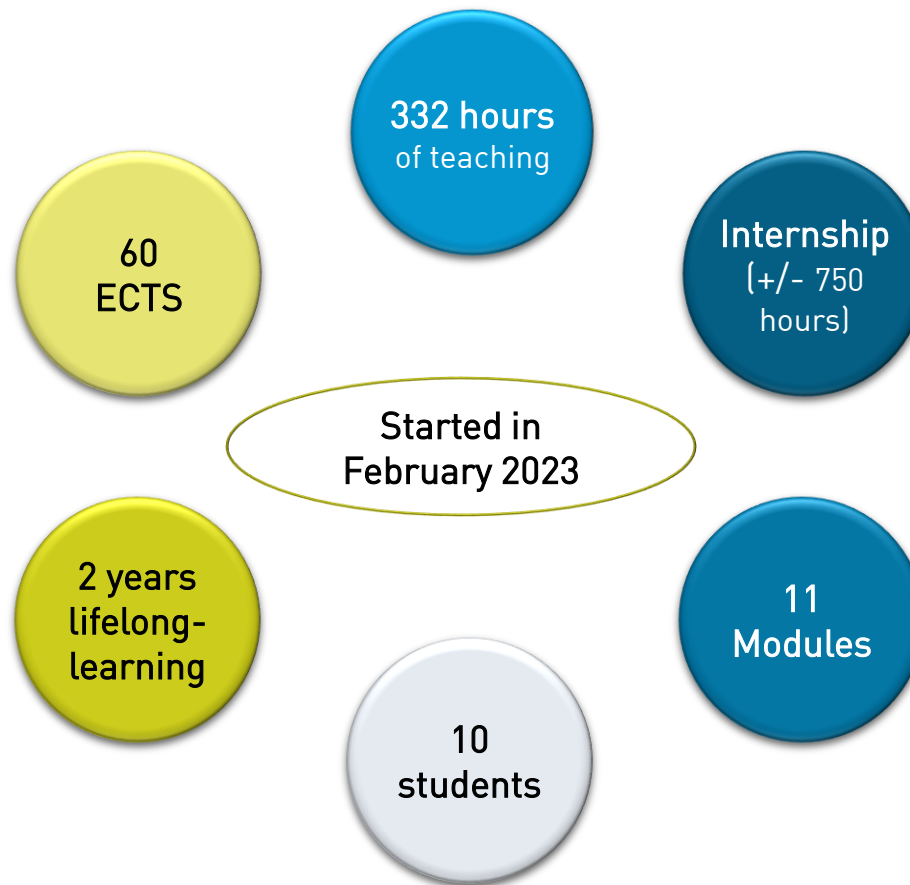 332 hours
of teaching
60
ECTS
Internship
(+/- 750
hours)
Started in
February 2023
2 years
lifelong-
learning
11
Modules
10
students